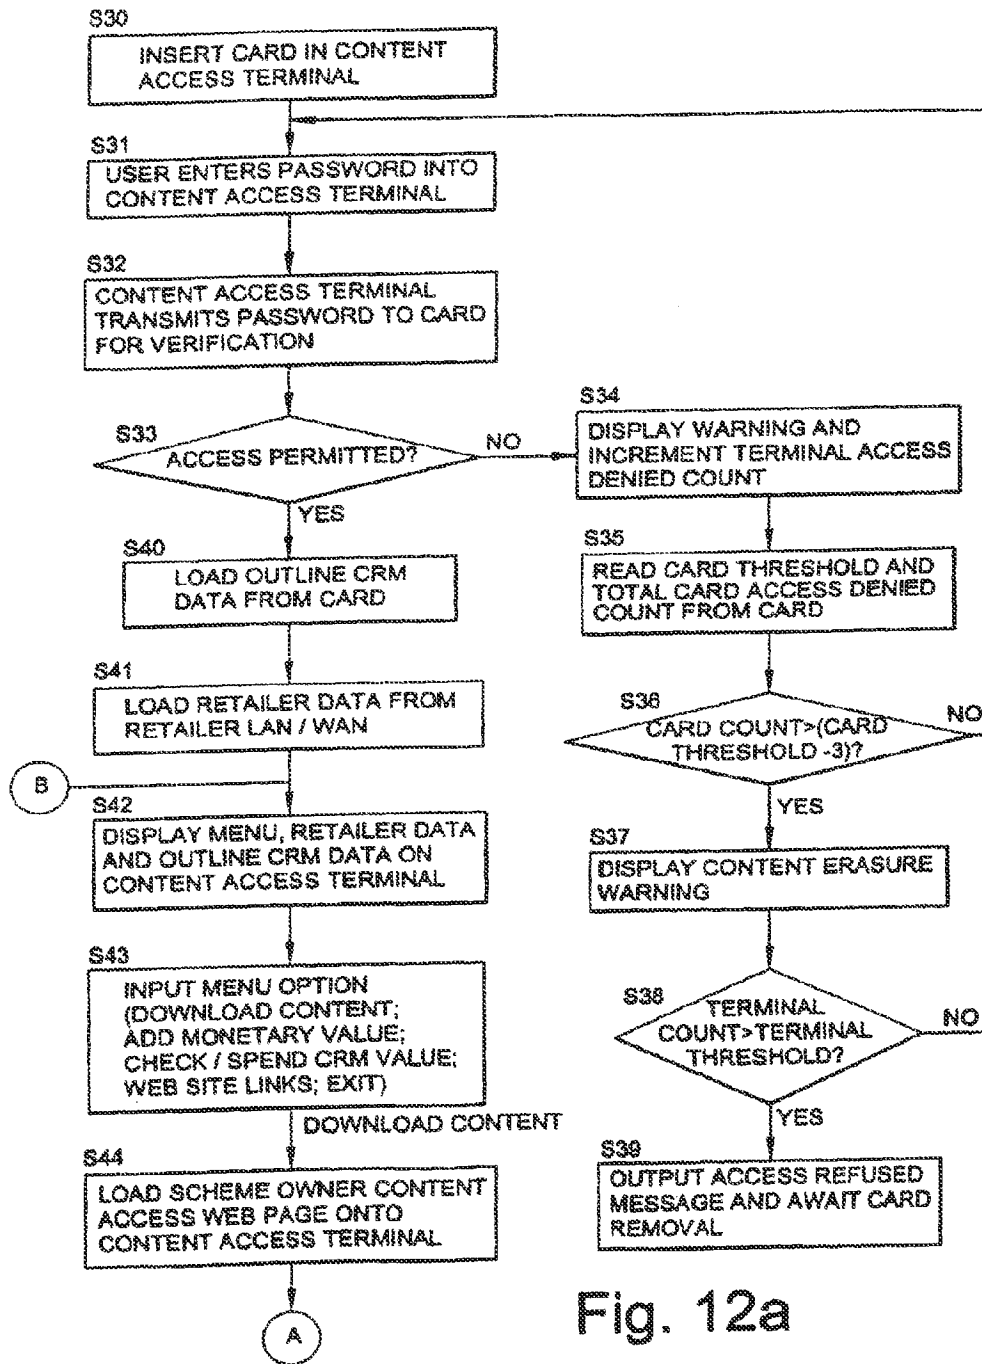 S30
INSERT CARD IN CONTENT
ACCESS TERMINAL
S31
USER ENTERS PASSWORD INTO
CONTENT ACCESS TERMINAL
S32
CONTENT ACCESS TERMINAL
TRANSMITS PASSWORD TO CARD
FOR VERIFICATION
S33
ACCESS PERMITTED?
NO
YES
S34
DISPLAY WARNING AND
INCREMENT TERMINAL ACCESS
DENIED COUNT
S35
READ CARD THRESHOLD AND
TOTAL CARD ACCESS DENIED
COUNT FROM CARD
S36
CARD COUNT>(CARD
THRESHOLD -3)?
NO
YES
S37
DISPLAY CONTENT ERASURE
WARNING
S38
TERMINAL
COUNT>TERMINAL
THRESHOLD?
NO
YES
S39
OUTPUT ACCESS REFUSED
MESSAGE AND AWAIT CARD
REMOVAL
S40
LOAD OUTLINE CRM
DATA FROM CARD
S41
LOAD RETAILER DATA FROM
RETAILER LAN / WAN
B
S42
DISPLAY MENU, RETAILER DATA
AND OUTLINE CRM DATA ON
CONTENT ACCESS TERMINAL
S43
INPUT MENU OPTION
(DOWNLOAD CONTENT;
ADD MONETARY VALUE;
CHECK / SPEND CRM VALUE;
WEB SITE LINKS; EXIT)
DOWNLOAD CONTENT
S44
LOAD SCHEME OWNER CONTENT
ACCESS WEB PAGE ONTO
CONTENT ACCESS TERMINAL
A
Fig. 12a